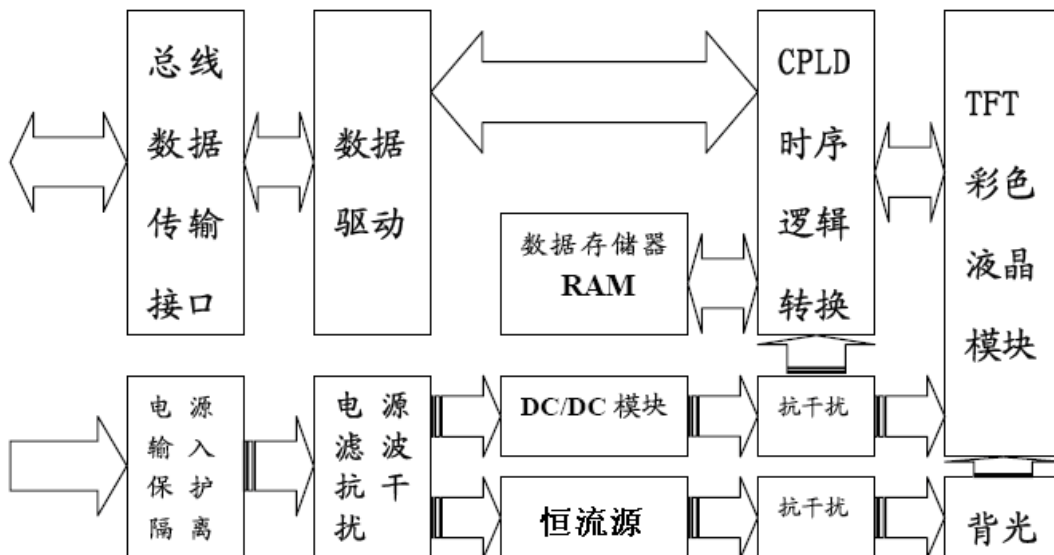 总线
数据
传输
接口
数据
驱动
数据存储器
RAM
CPLD
时序
逻辑
转换
TFT
彩色
液晶
模块
电源
输入
保护
隔离
电源
滤波
抗干
扰
DC/DC 模块
抗干扰
恒流源
抗干扰
背光